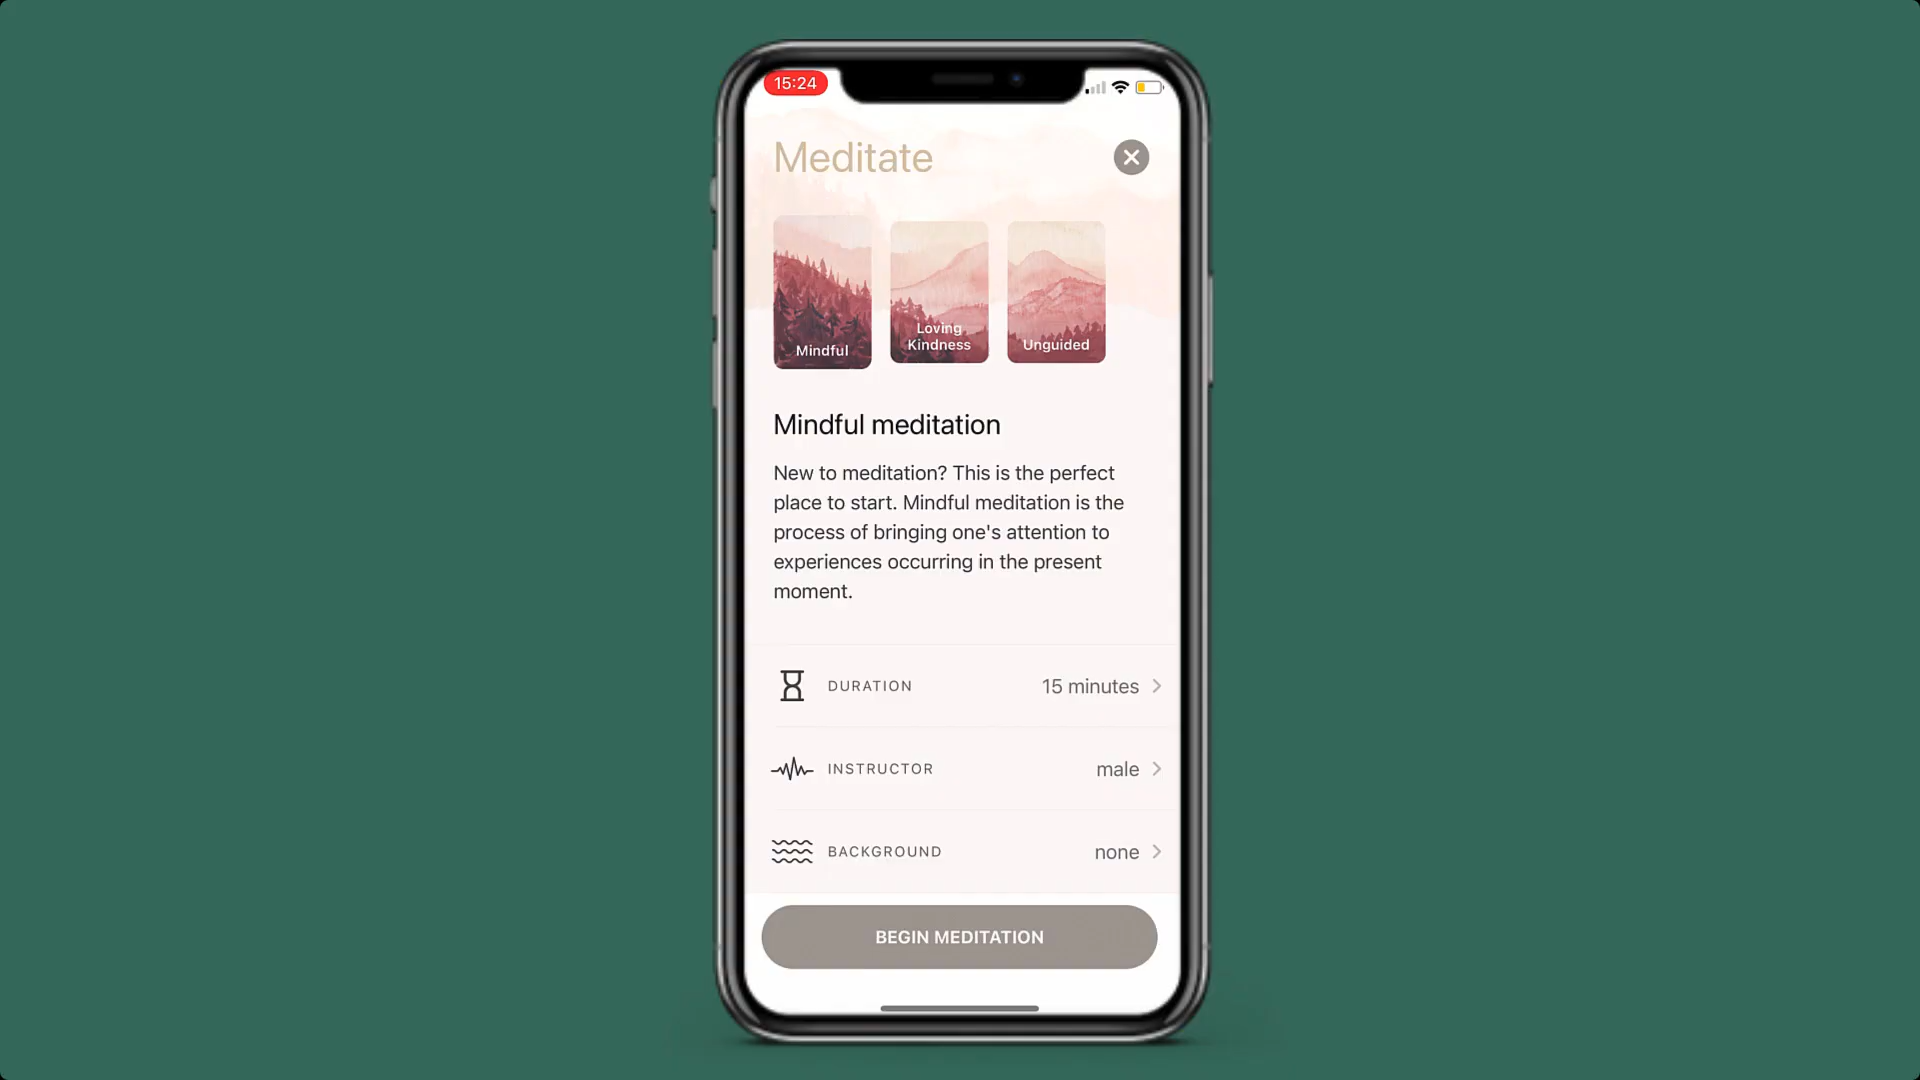 15:24
Meditate
Mindful
Loving
Kindness
Unguided
Mindful meditation
New to meditation? This is the perfect
place to start. Mindful meditation is the
process of bringing one's attention to
experiences occurring in the present
moment.
DURATION 15 minutes
INSTRUCTOR male
BACKGROUND none
BEGIN MEDITATION